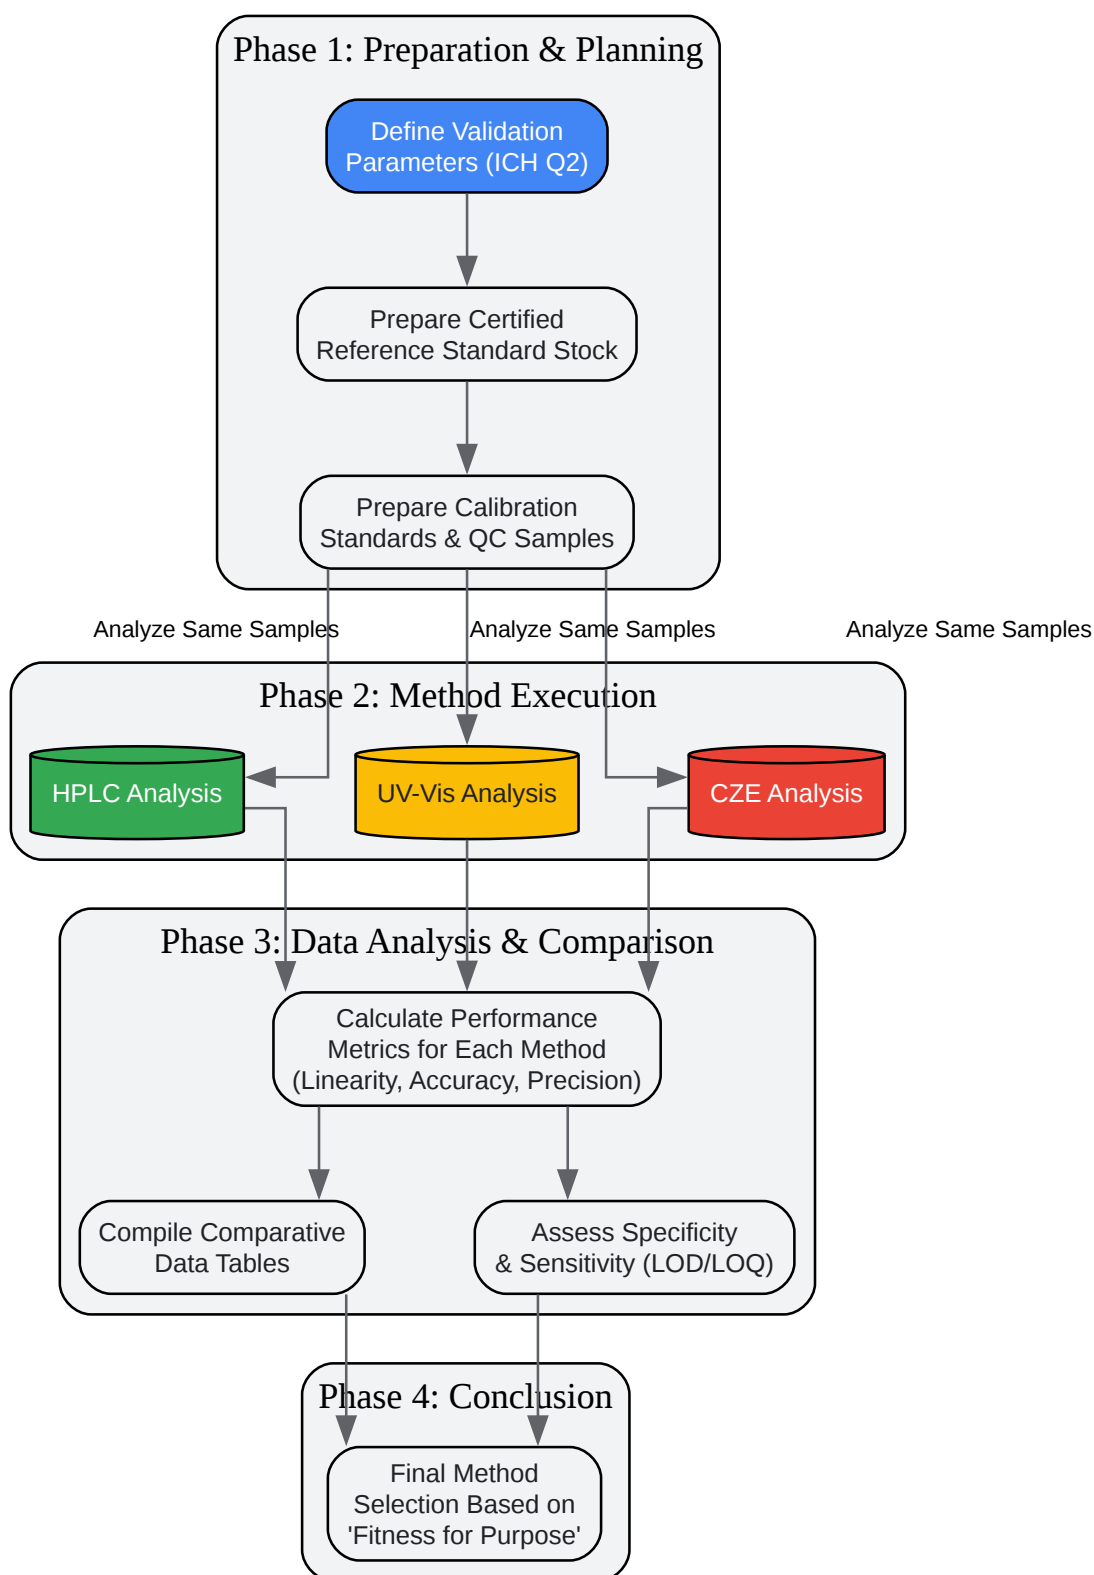 Phase 1: Preparation & Planning
Define Validation
Parameters (ICH Q2)
Prepare Certified
Reference Standard Stock
Prepare Calibration
Standards & QC Samples
Analyze Same Samples
Analyze Same Samples
Analyze Same Samples
Phase 2: Method Execution
HPLC Analysis
UV-Vis Analysis
CZE Analysis
Phase 3: Data Analysis & Comparison
Calculate Performance
Metrics for Each Method
(Linearity, Accuracy, Precision)
Compile Comparative
Data Tables
Assess Specificity
& Sensitivity (LOD/LOQ)
Phase 4: Conclusion
Final Method
Selection Based on
'Fitness for Purpose'